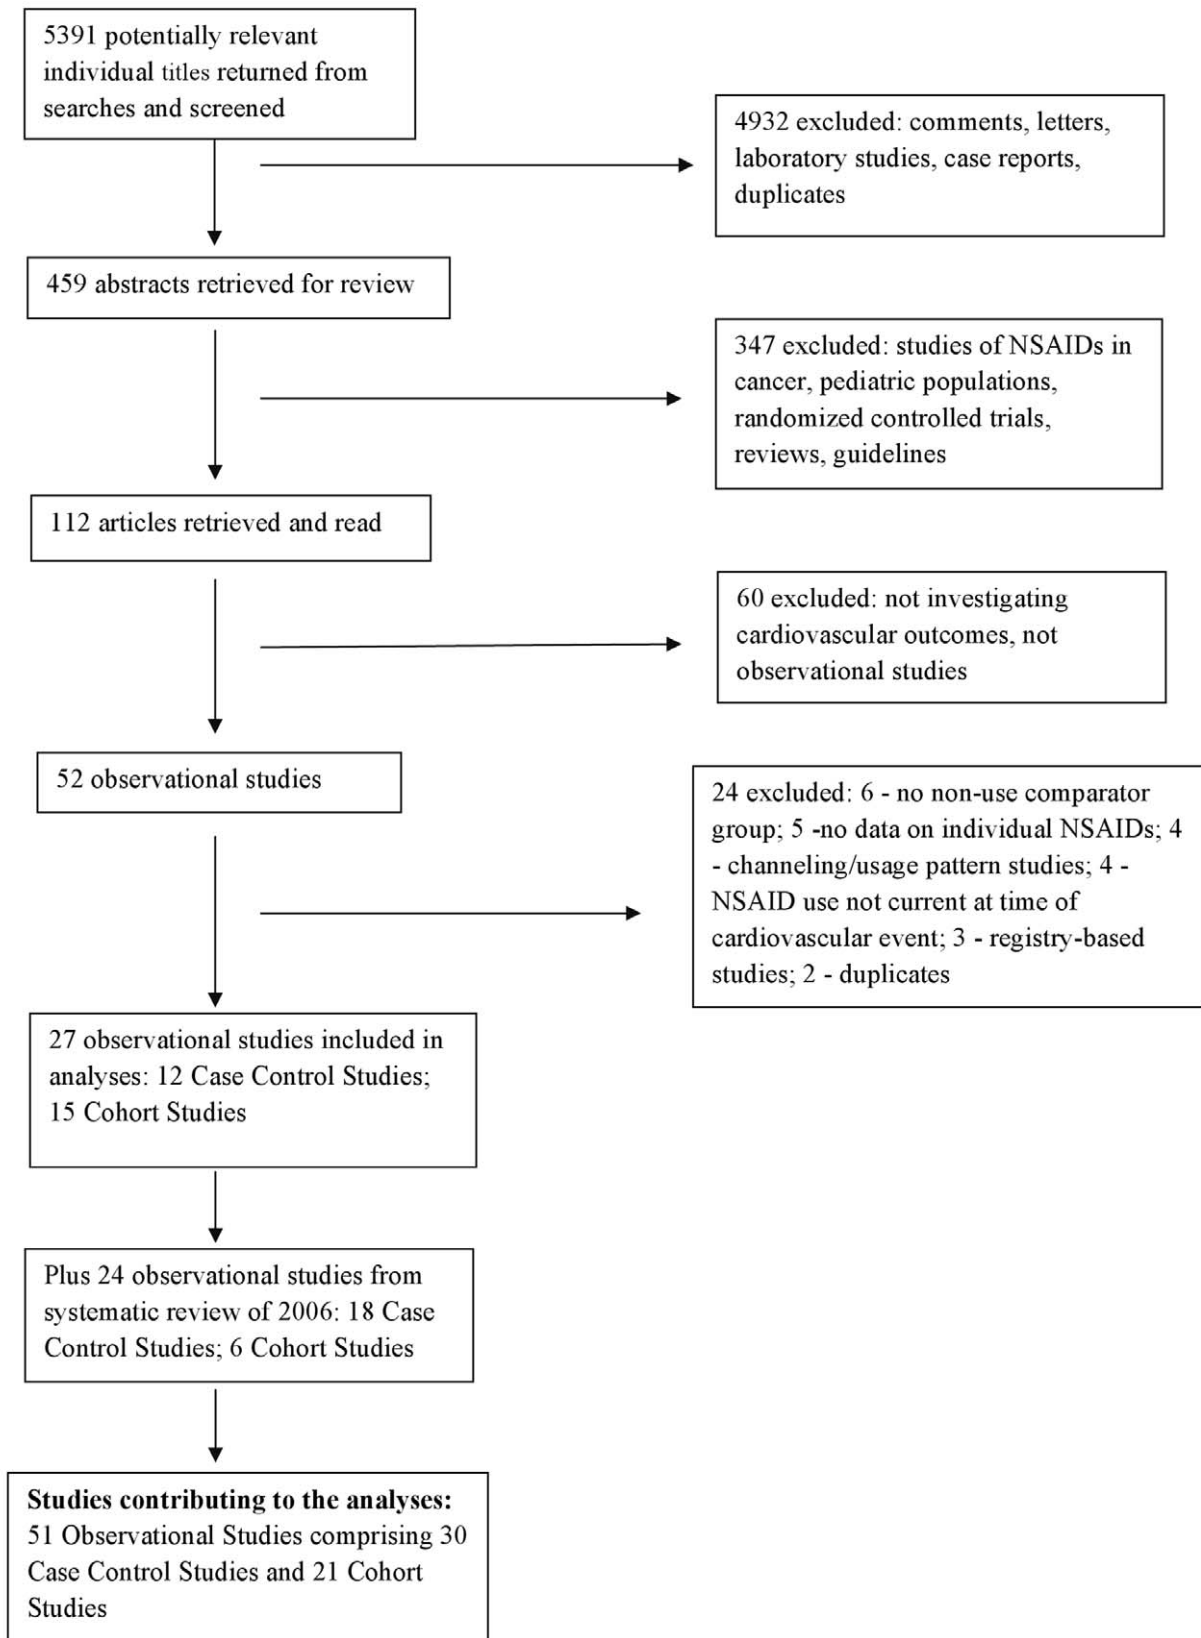 5391 potentially relevant
individual titles returned from
searches and screened
4932 excluded: comments, letters,
laboratory studies, case reports,
duplicates
459 abstracts retrieved for review
347 excluded: studies of NSAIDs in
cancer, pediatric populations,
randomized controlled trials,
reviews, guidelines
112 articles retrieved and read
60 excluded: not investigating
cardiovascular outcomes, not
observational studies
52 observational studies
24 excluded: 6 - no non-use comparator
group; 5 -no data on individual NSAIDs; 4
- channeling/usage pattern studies; 4 -
NSAID use not current at time of
cardiovascular event; 3 - registry-based
studies; 2 - duplicates
27 observational studies included in
analyses: 12 Case Control Studies;
15 Cohort Studies
Plus 24 observational studies from
systematic review of 2006: 18 Case
Control Studies; 6 Cohort Studies
Studies contributing to the analyses:
51 Observational Studies comprising 30
Case Control Studies and 21 Cohort
Studies